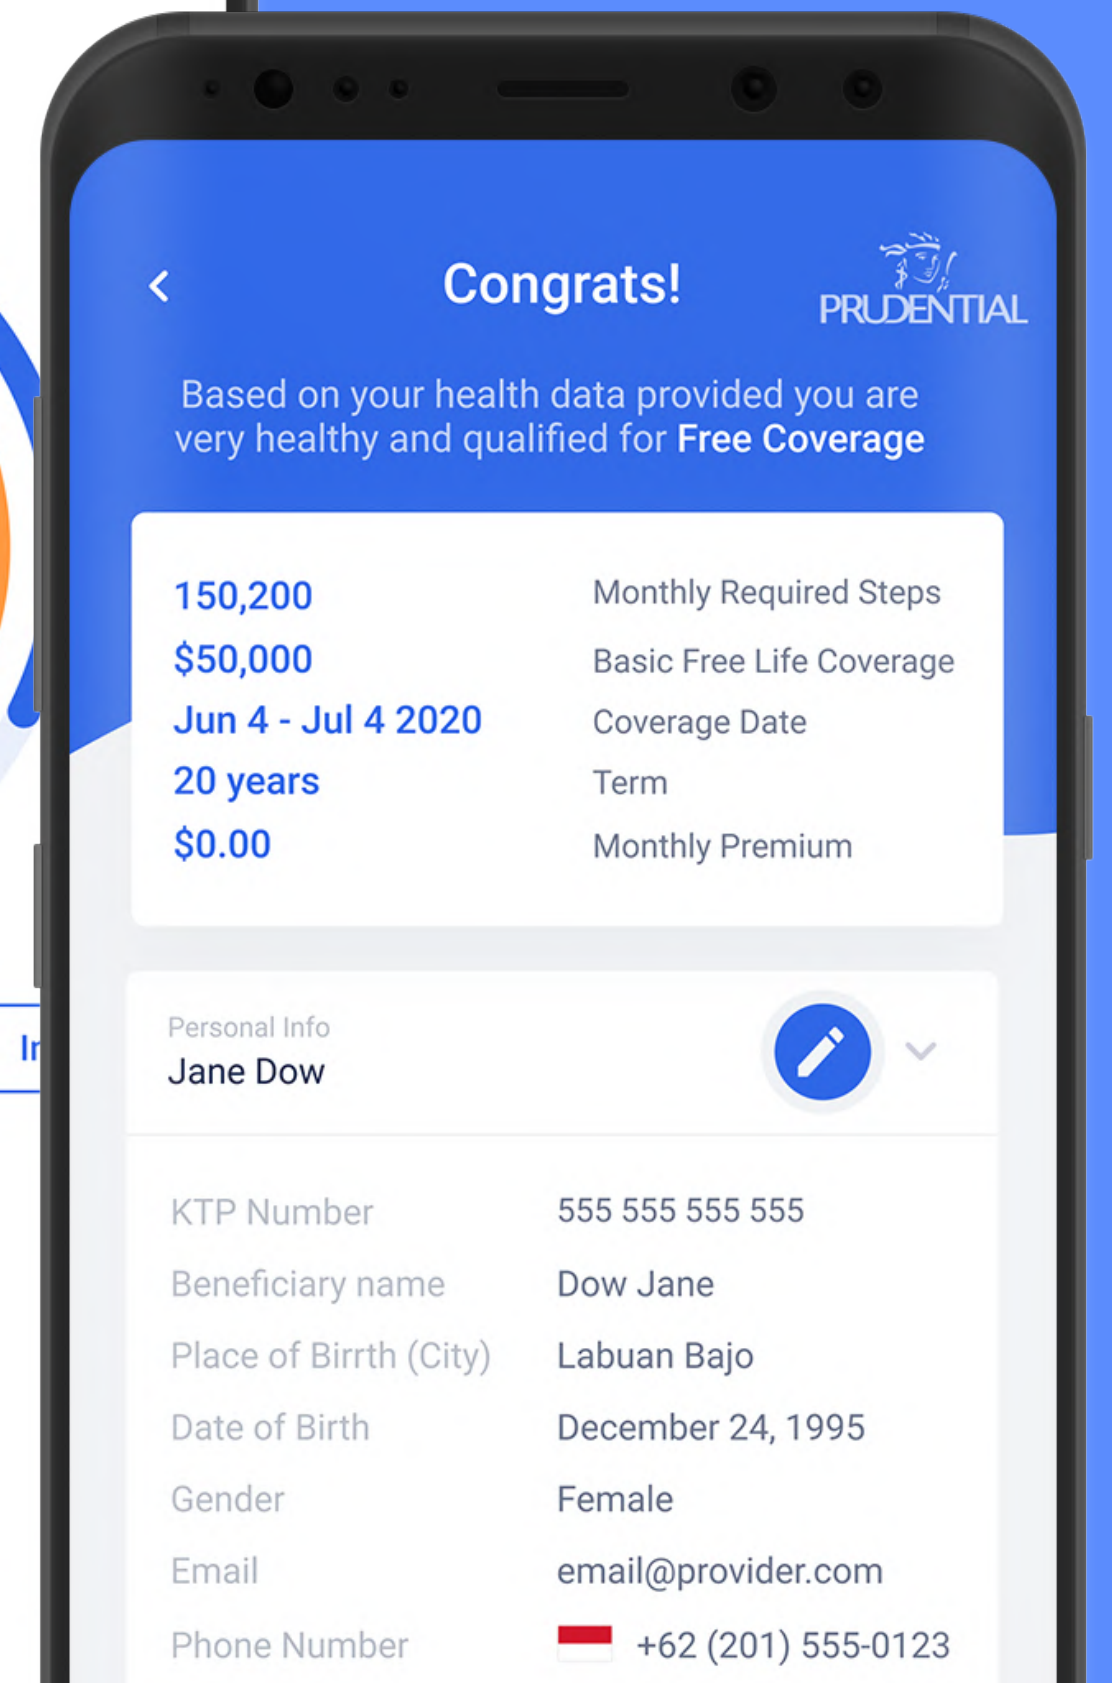 Congrats!
PRUDENTIAL
Based on your health data provided you are
very healthy and qualified for Free Coverage
150,200 Monthly Required Steps
$50,000 Basic Free Life Coverage
Jun 4 - Jul 4 2020 Coverage Date
20 years Term
$0.00 Monthly Premium
Personal Info
Jane Dow
KTP Number 555 555 555 555
Beneficiary name Dow Jane
Place of Birrth (City) Labuan Bajo
Date of Birth December 24, 1995
Gender Female
Email email@provider.com
Phone Number +62 (201) 555-0123